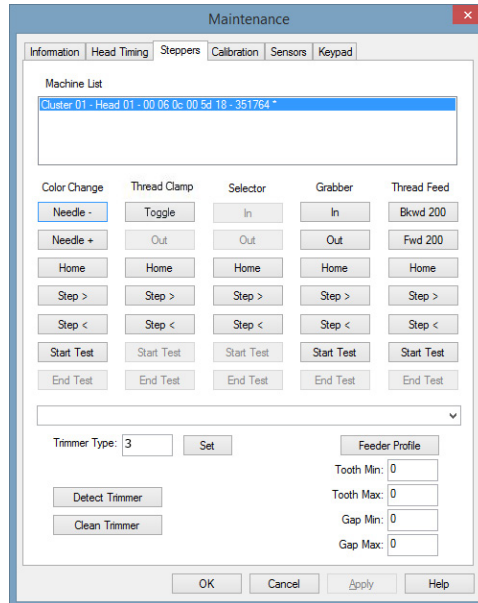 Maintenance
Information Head Timing Steppers Calibration Sensors Keypad
Machine List
Cluster 01 - Head 01 - 00 06 0c 00 5d 18 - 351764 *
Color Change Thread Clamp Selector Grabber Thread Feed
Needle - Toggle In In Bkwd 200
Needle + Out Out Out Fwd 200
Home Home Home Home Home
Step > Step > Step > Step > Step >
Step < Step < Step < Step < Step <
Start Test Start Test Start Test Start Test Start Test
End Test End Test End Test End Test End Test
Trimmer Type: 3 Set Feeder Profile
Tooth Min: 0
Detect Trimmer Tooth Max: 0
Clean Trimmer Gap Min: 0
Gap Max: 0
OK Cancel Apply Help